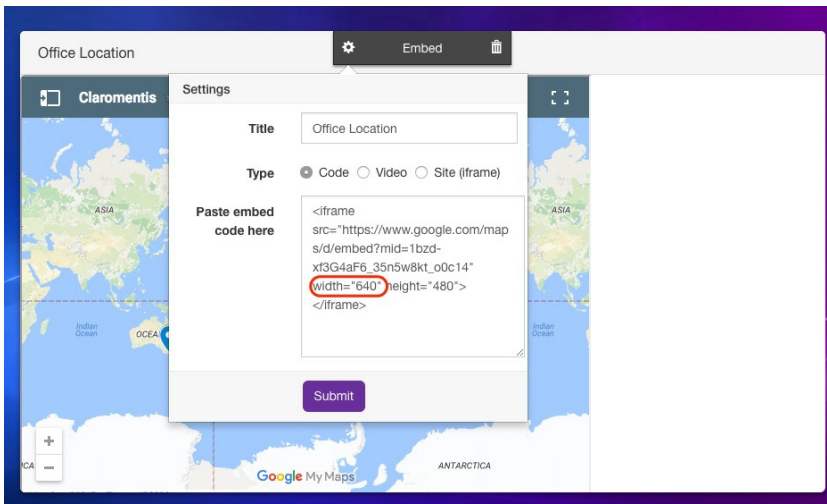 Office Location
Embed
Claromentis
Settings
Title
Office Location
Type
Code
Video
Site (iframe)
Paste embed
code here
<iframe
src="https://www.google.com/map
s/d/embed?mid=1bzd-
xf3G4aF6_35n5w8kt_o0c14"
width="640" height="480">
</iframe>
Submit
ASIA
ASIA
Indian
Ocean
OCEA
Indian
Ocean
ICA
Google My Maps
ANTARCTICA